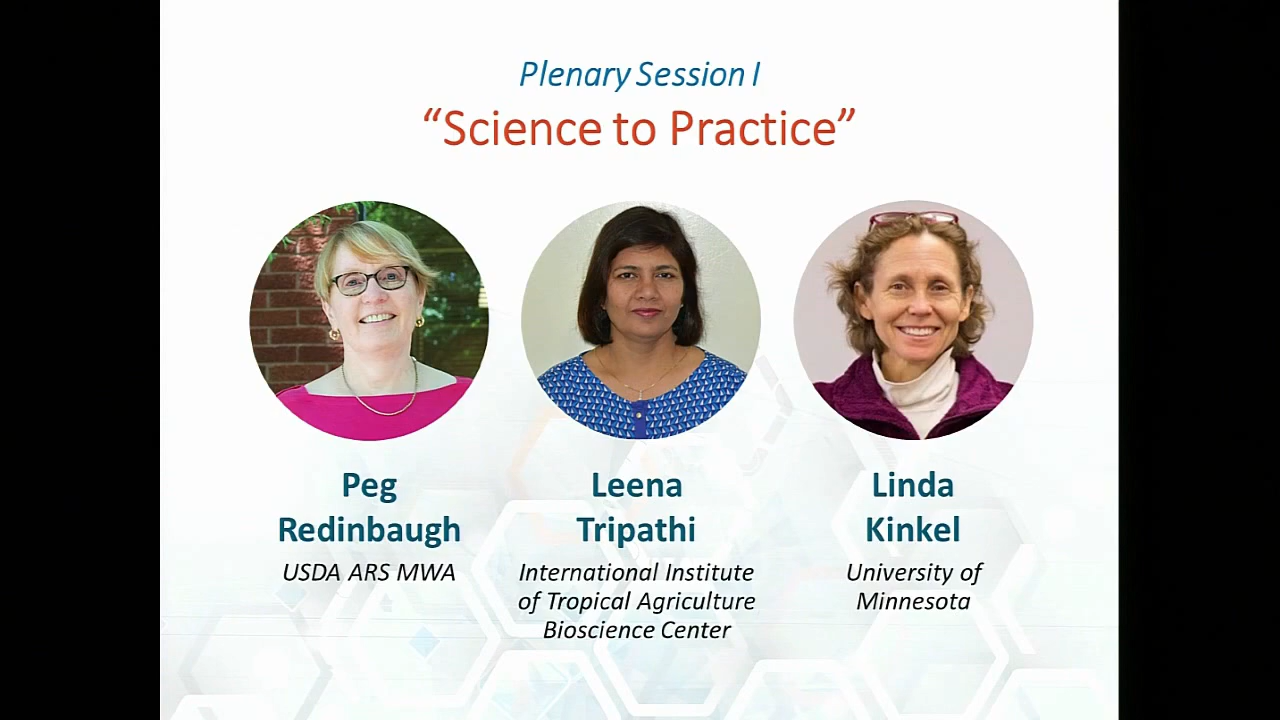 Plenary Session I
“Science to Practice”
Peg
Redinbaugh
USDA ARS MWA
Leena
Tripathi
International Institute
of Tropical Agriculture
Bioscience Center
Linda
Kinkel
University of
Minnesota